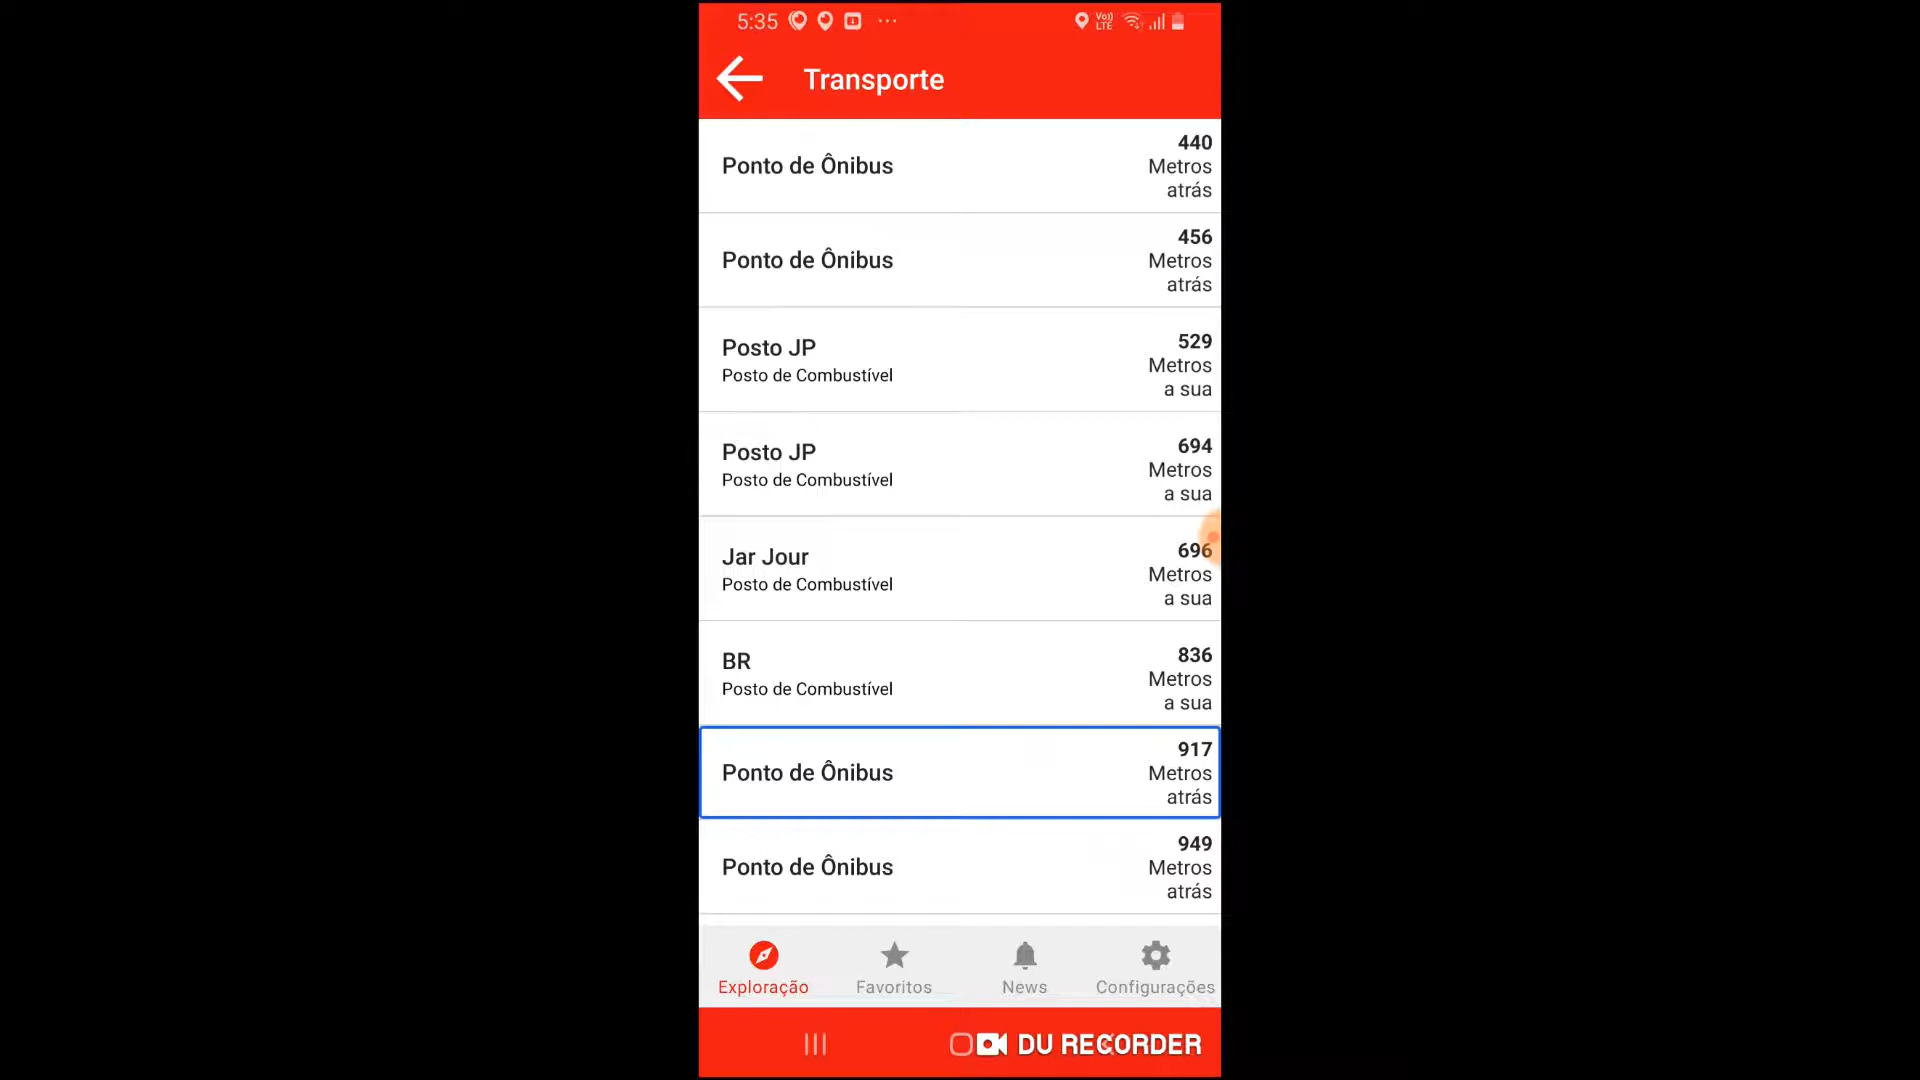 5:35
Vo))
LTE
Transporte
Ponto de Ônibus
440
Metros
atrás
Ponto de Ônibus
456
Metros
atrás
Posto JP
Posto de Combustível
529
Metros
a sua
Posto JP
Posto de Combustível
694
Metros
a sua
Jar Jour
Posto de Combustível
696
Metros
a sua
BR
Posto de Combustível
836
Metros
a sua
Ponto de Ônibus
917
Metros
atrás
Ponto de Ônibus
949
Metros
atrás
Exploração
Favoritos
News
Configurações
DU RECORDER